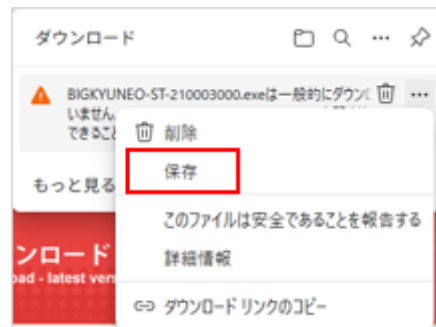 ダウンロード
BIGKYUNEO-ST-210003000.exeは一般的にダウンロ
いません。
できること
削除
もっと見る
保存
このファイルは安全であることを報告する
ンロード
詳細情報
oad - latest vers
ダウンロード リンクのコピー